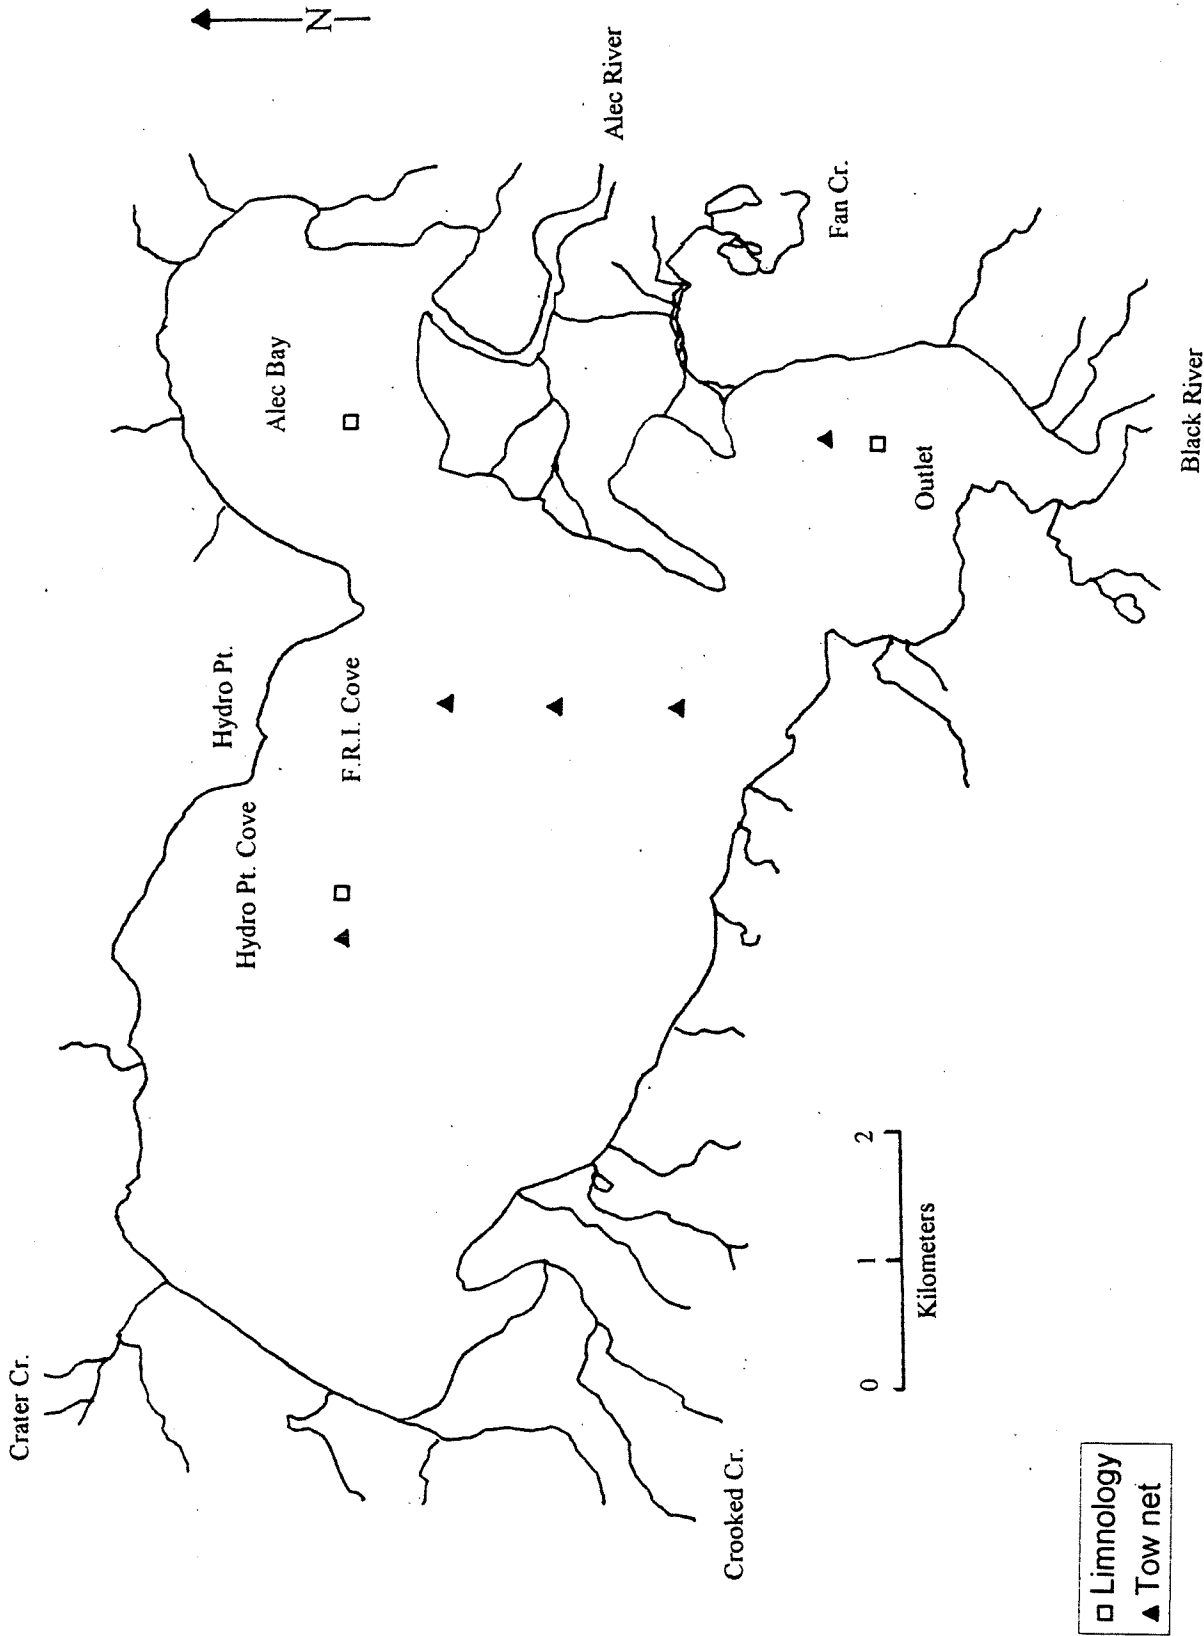 N
Crater Cr.
Hydro Pt. Cove
Hydro Pt.
F.R.I. Cove
Alec Bay
Alec River
Fan Cr.
Outlet
Black River
Crooked Cr.
0 1 2
Kilometers
Limnology
Tow net